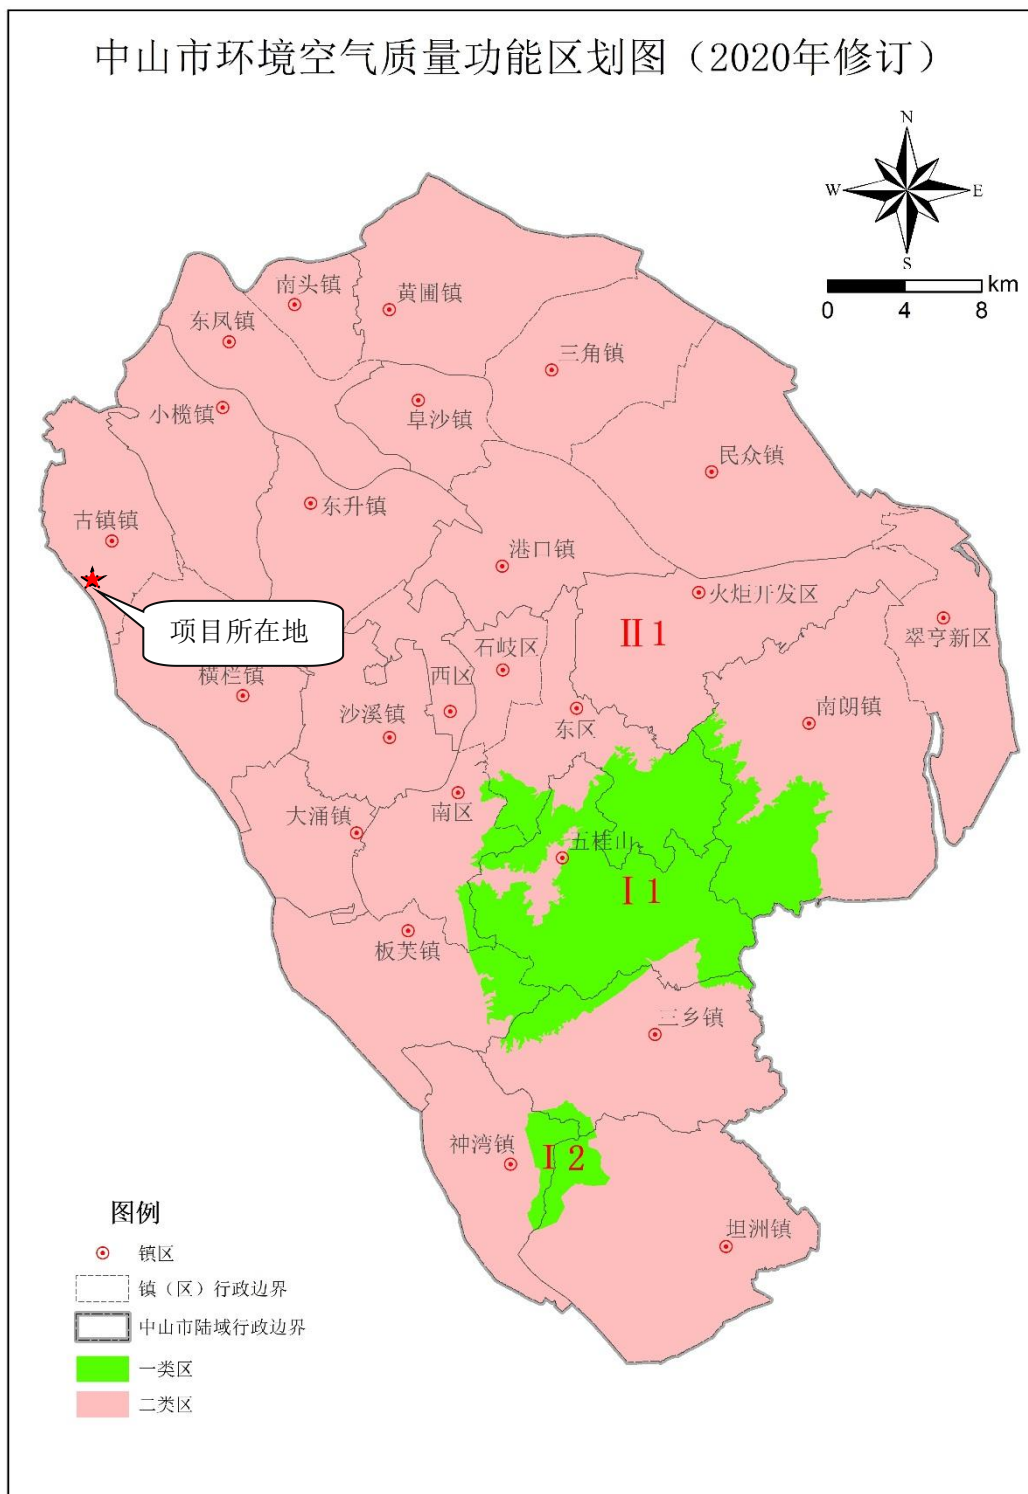 中山市环境空气质量功能区划图（2020年修订）
N
W
E
S
km
0 4 8
南头镇
黄圃镇
东凤镇
三角镇
小榄镇
阜沙镇
民众镇
东升镇
古镇镇
港口镇
火炬开发区
翠亨新区
项目所在地
Ⅱ1
石岐区
横栏镇
西区
沙溪镇
东区
南朗镇
南区
大涌镇
五桂山
Ⅰ1
板芙镇
三乡镇
神湾镇
Ⅰ2
坦洲镇
图例
镇区
镇（区）行政边界
中山市陆域行政边界
一类区
二类区